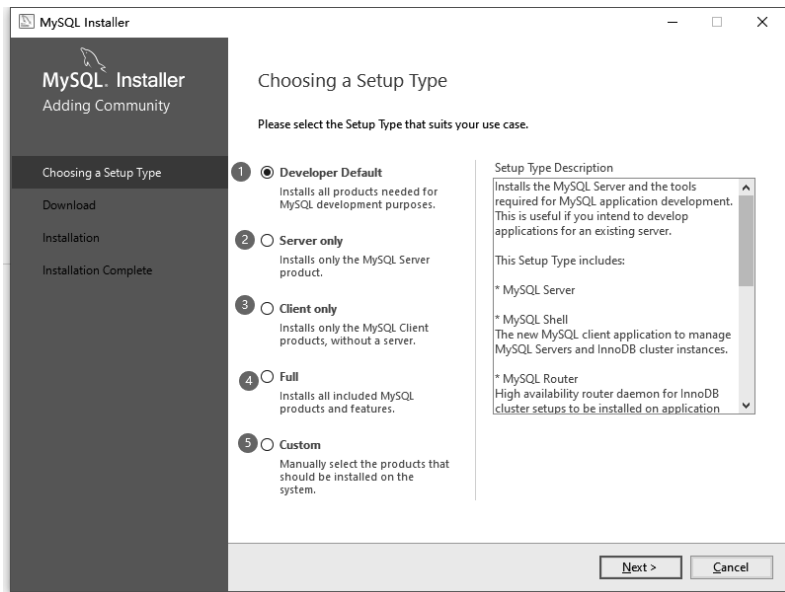 MySQL Installer
MySQL. Installer
Adding Community
Choosing a Setup Type
Download
Installation
Installation Complete
Choosing a Setup Type
Please select the Setup Type that suits your use case.
1 Developer Default
Installs all products needed for
MySQL development purposes.
2 Server only
Installs only the MySQL Server
product.
3 Client only
Installs only the MySQL Client
products, without a server.
4 Full
Installs all included MySQL
products and features.
5 Custom
Manually select the products that
should be installed on the
system.
Setup Type Description
Installs the MySQL Server and the tools
required for MySQL application development.
This is useful if you intend to develop
applications for an existing server.
This Setup Type includes:
* MySQL Server
* MySQL Shell
The new MySQL client application to manage
MySQL Servers and InnoDB cluster instances.
* MySQL Router
High availability router daemon for InnoDB
cluster setups to be installed on application
Next >
Cancel